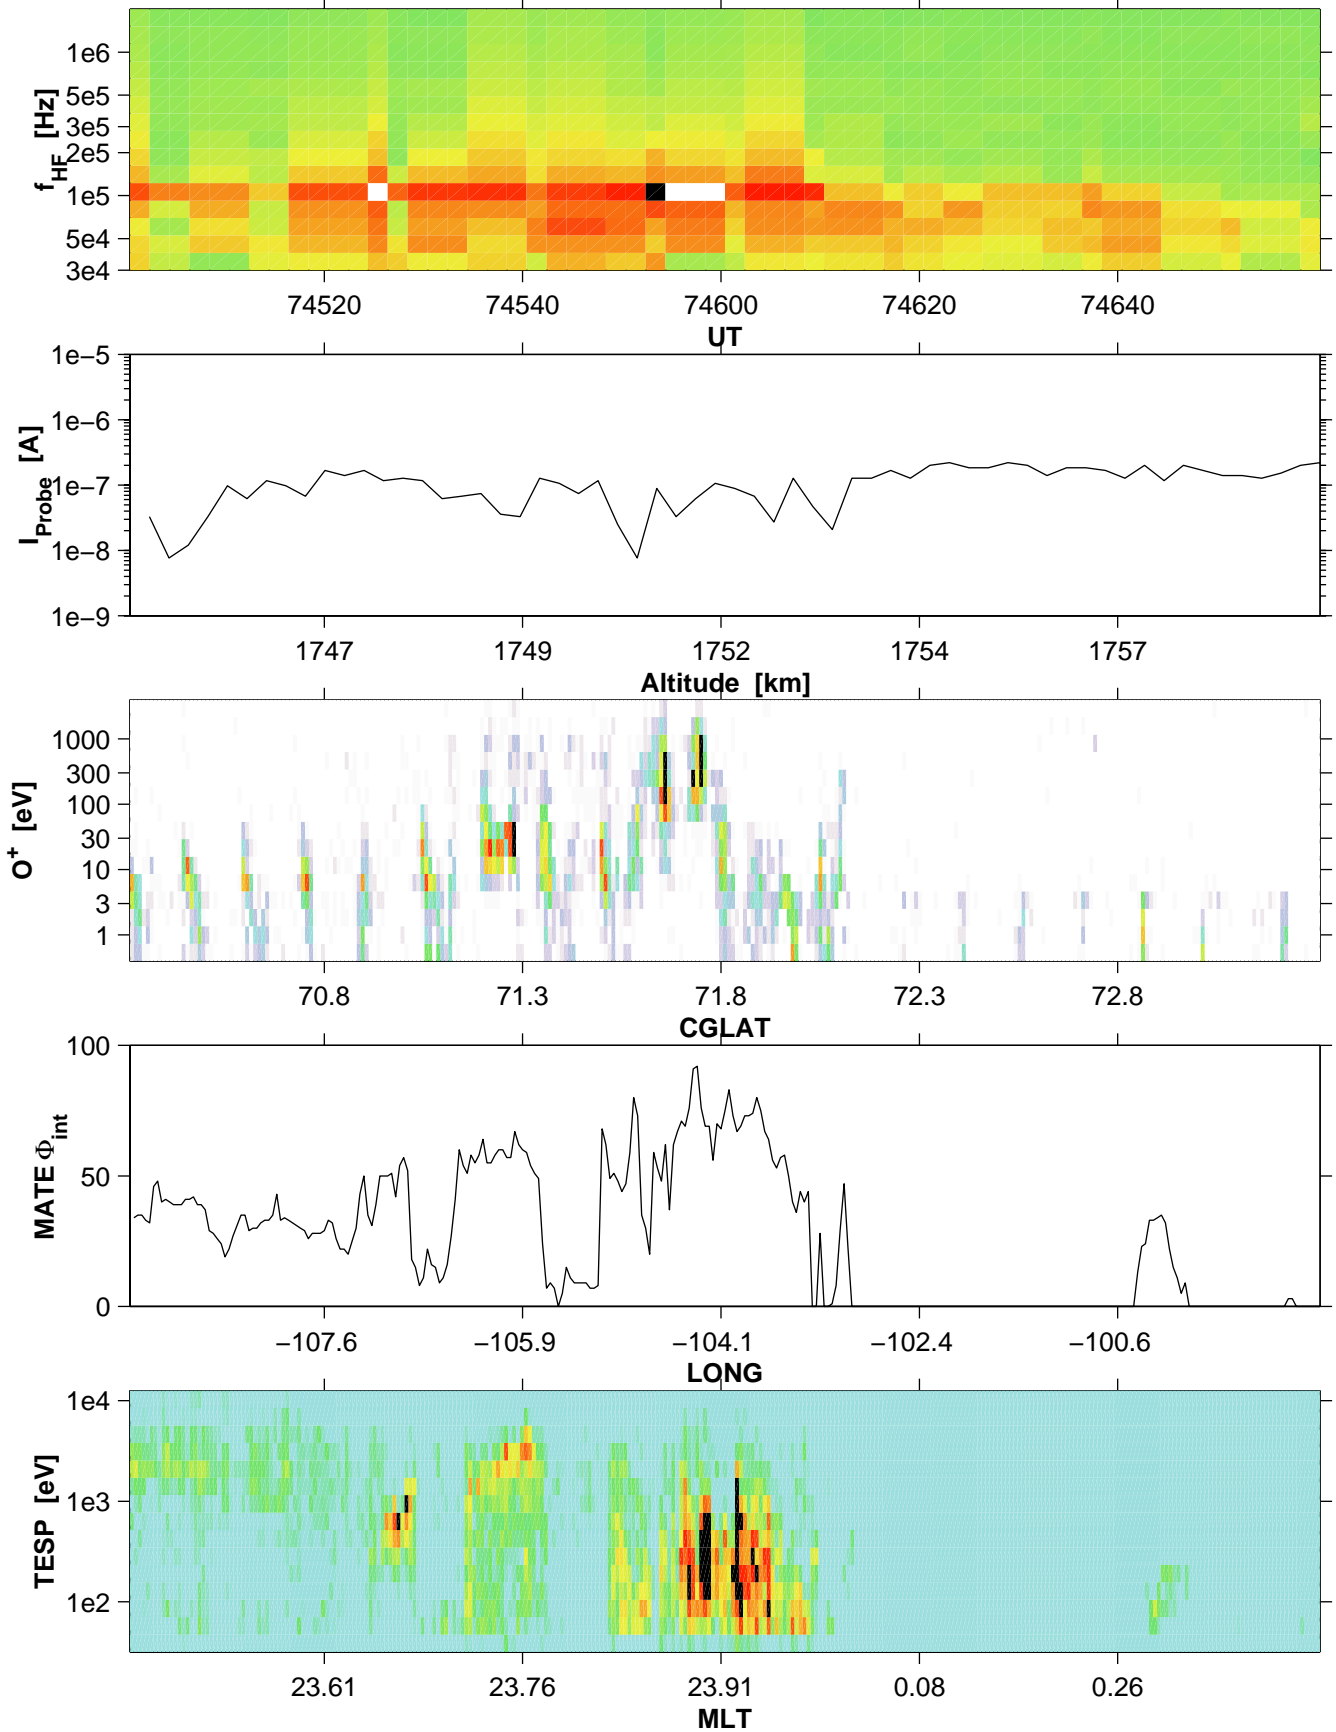 1e6
5e5
3e5
2e5
1e5
5e4
3e4
f_HF [Hz]
74520 74540 74600 74620 74640
UT
1e−5
1e−6
1e−7
1e−8
1e−9
I_Probe [A]
1747 1749 1752 1754 1757
Altitude [km]
1000
300
100
30
10
3
1
O⁺ [eV]
70.8 71.3 71.8 72.3 72.8
CGLAT
100
50
0
MATE Φ_int
−107.6 −105.9 −104.1 −102.4 −100.6
LONG
1e4
1e3
1e2
TESP [eV]
23.61 23.76 23.91 0.08 0.26
MLT